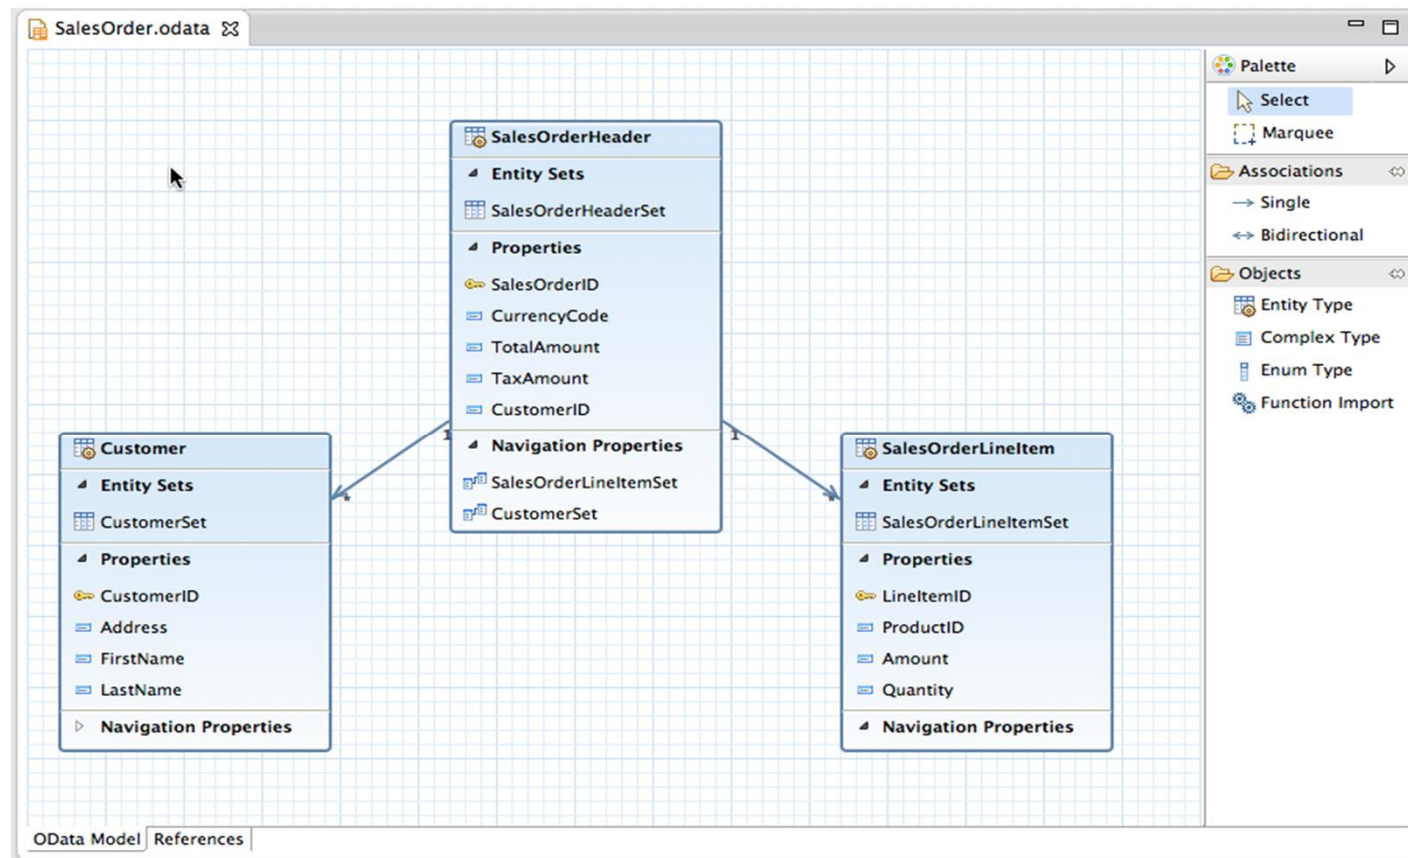 SalesOrder.odata
Palette
Select
Marquee
Associations
Single
Bidirectional
Objects
Entity Type
Complex Type
Enum Type
Function Import
SalesOrderHeader
Entity Sets
SalesOrderHeaderSet
Properties
SalesOrderID
CurrencyCode
TotalAmount
TaxAmount
CustomerID
Navigation Properties
SalesOrderLineItemSet
CustomerSet
1
*
1
*
Customer
Entity Sets
CustomerSet
Properties
CustomerID
Address
FirstName
LastName
Navigation Properties
SalesOrderLineItem
Entity Sets
SalesOrderLineItemSet
Properties
LineItemID
ProductID
Amount
Quantity
Navigation Properties
OData Model
References